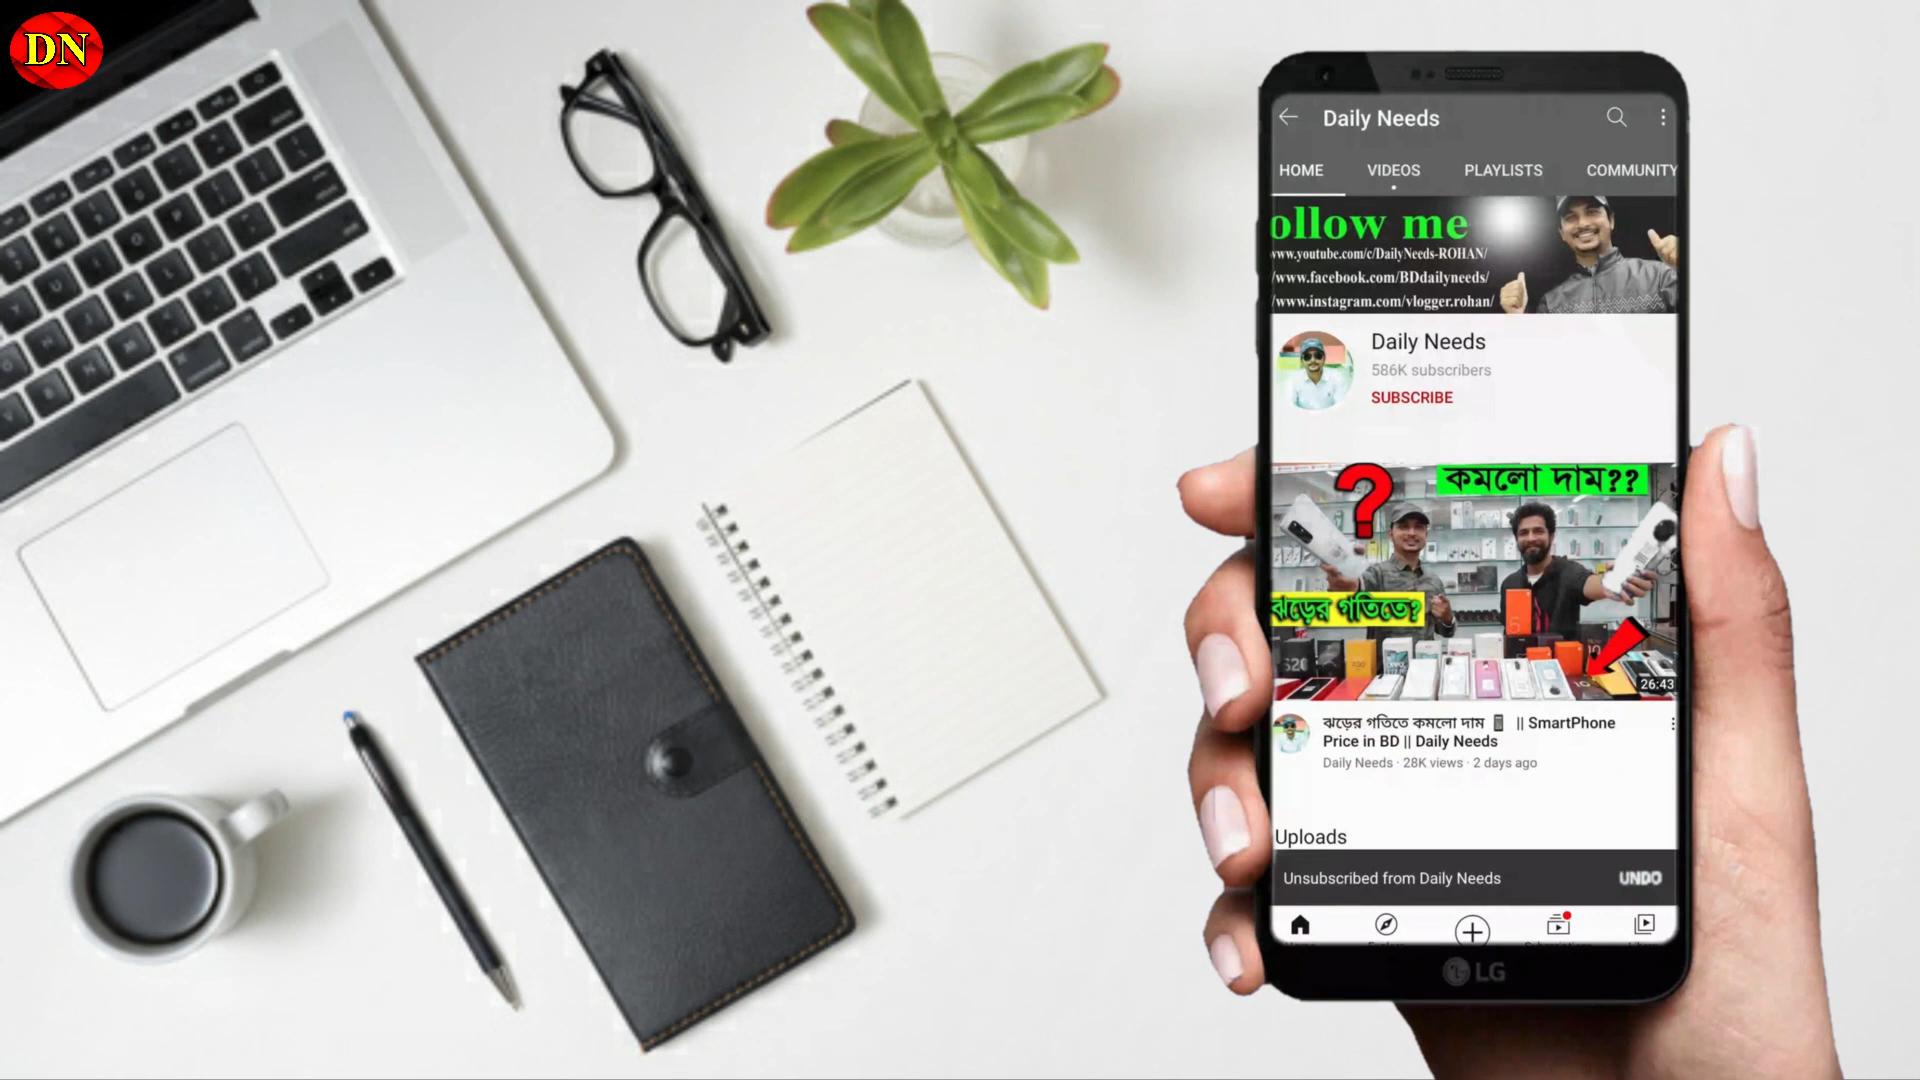 DN
Daily Needs
HOME VIDEOS PLAYLISTS COMMUNITY
ollow me
www.youtube.com/c/DailyNeeds-ROHAN/
/www.facebook.com/BDdailyneeds/
/www.instagram.com/vlogger.rohan/
Daily Needs
586K subscribers
SUBSCRIBE
কমলো দাম??
?
ঝড়ের গতিতে?
S20
26:43
ঝড়ের গতিতে কমলো দাম 📱 || SmartPhone
Price in BD || Daily Needs
Daily Needs · 28K views · 2 days ago
Uploads
Unsubscribed from Daily Needs UNDO
LG